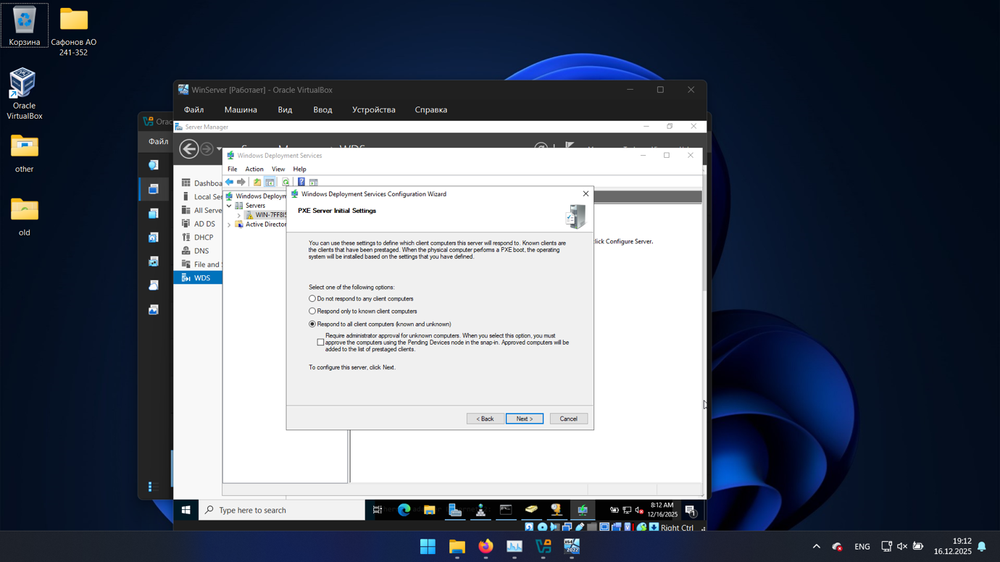 Корзина
Сафонов АО
241-352
Oracle
VirtualBox
other
old
Orac
Файл
WinServer [Работает] - Oracle VirtualBox
Файл
Машина
Вид
Ввод
Устройства
Справка
Server Manager
Dashboa
Local Se
All Serve
AD DS
DHCP
DNS
File and S
WDS
Windows Deployment Services
File
Action
View
Help
Windows Deploym
Servers
WIN-7FF8I5
Active Director
click Configure Server.
Windows Deployment Services Configuration Wizard
PXE Server Initial Settings
You can use these settings to define which client computers this server will respond to. Known clients are
the clients that have been prestaged. When the physical computer performs a PXE boot, the operating
system will be installed based on the settings that you have defined.
Select one of the following options:
Do not respond to any client computers
Respond only to known client computers
Respond to all client computers (known and unknown)
Require administrator approval for unknown computers. When you select this option, you must
approve the computers using the Pending Devices node in the snap-in. Approved computers will be
added to the list of prestaged clients.
To configure this server, click Next.
< Back
Next >
Cancel
Type here to search
8:12 AM
12/16/2025
1
Right Ctrl
X64
2022
ENG
19:12
16.12.2025